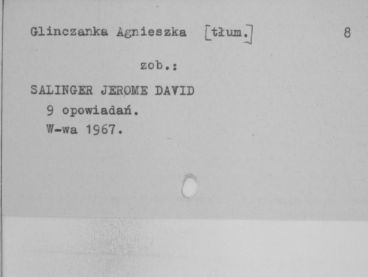 Glinczanka Agnieszka [tłum.] 8
zob.:
SALINGER JEROME DAVID
9 opowiadań.
W-wa 1967.